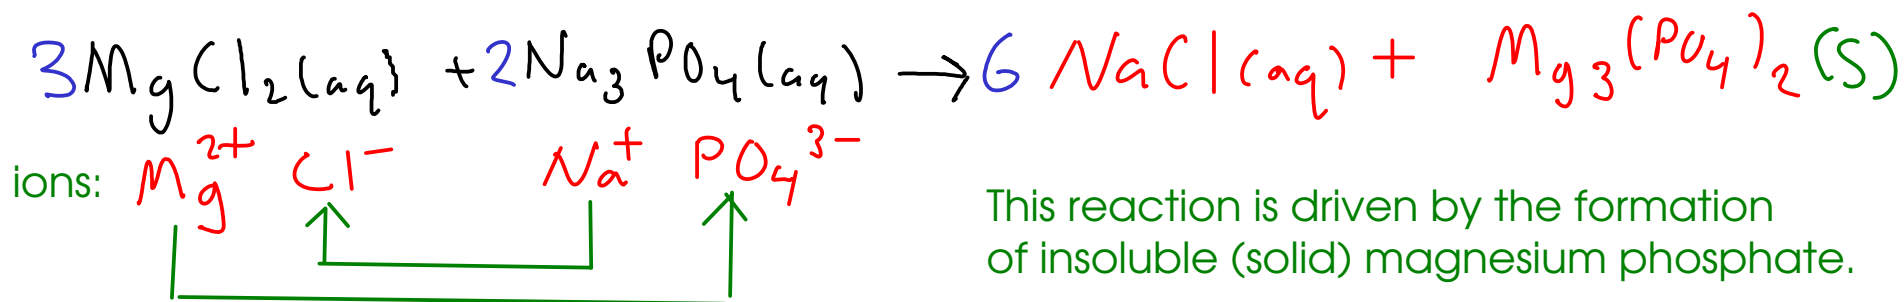 3MgCl₂(aq) + 2Na₃PO₄(aq) → 6 NaCl(aq) + Mg₃(PO₄)₂(S)
ions: Mg²⁺ Cl⁻ Na⁺ PO₄³⁻
This reaction is driven by the formation
of insoluble (solid) magnesium phosphate.